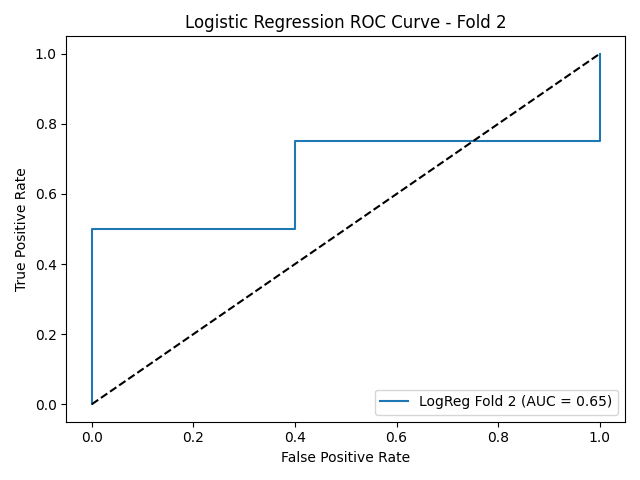 Logistic Regression ROC Curve - Fold 2
1.0
0.8
0.6
0.4
0.2
0.0
True Positive Rate
LogReg Fold 2 (AUC = 0.65)
0.0 0.2 0.4 0.6 0.8 1.0
False Positive Rate